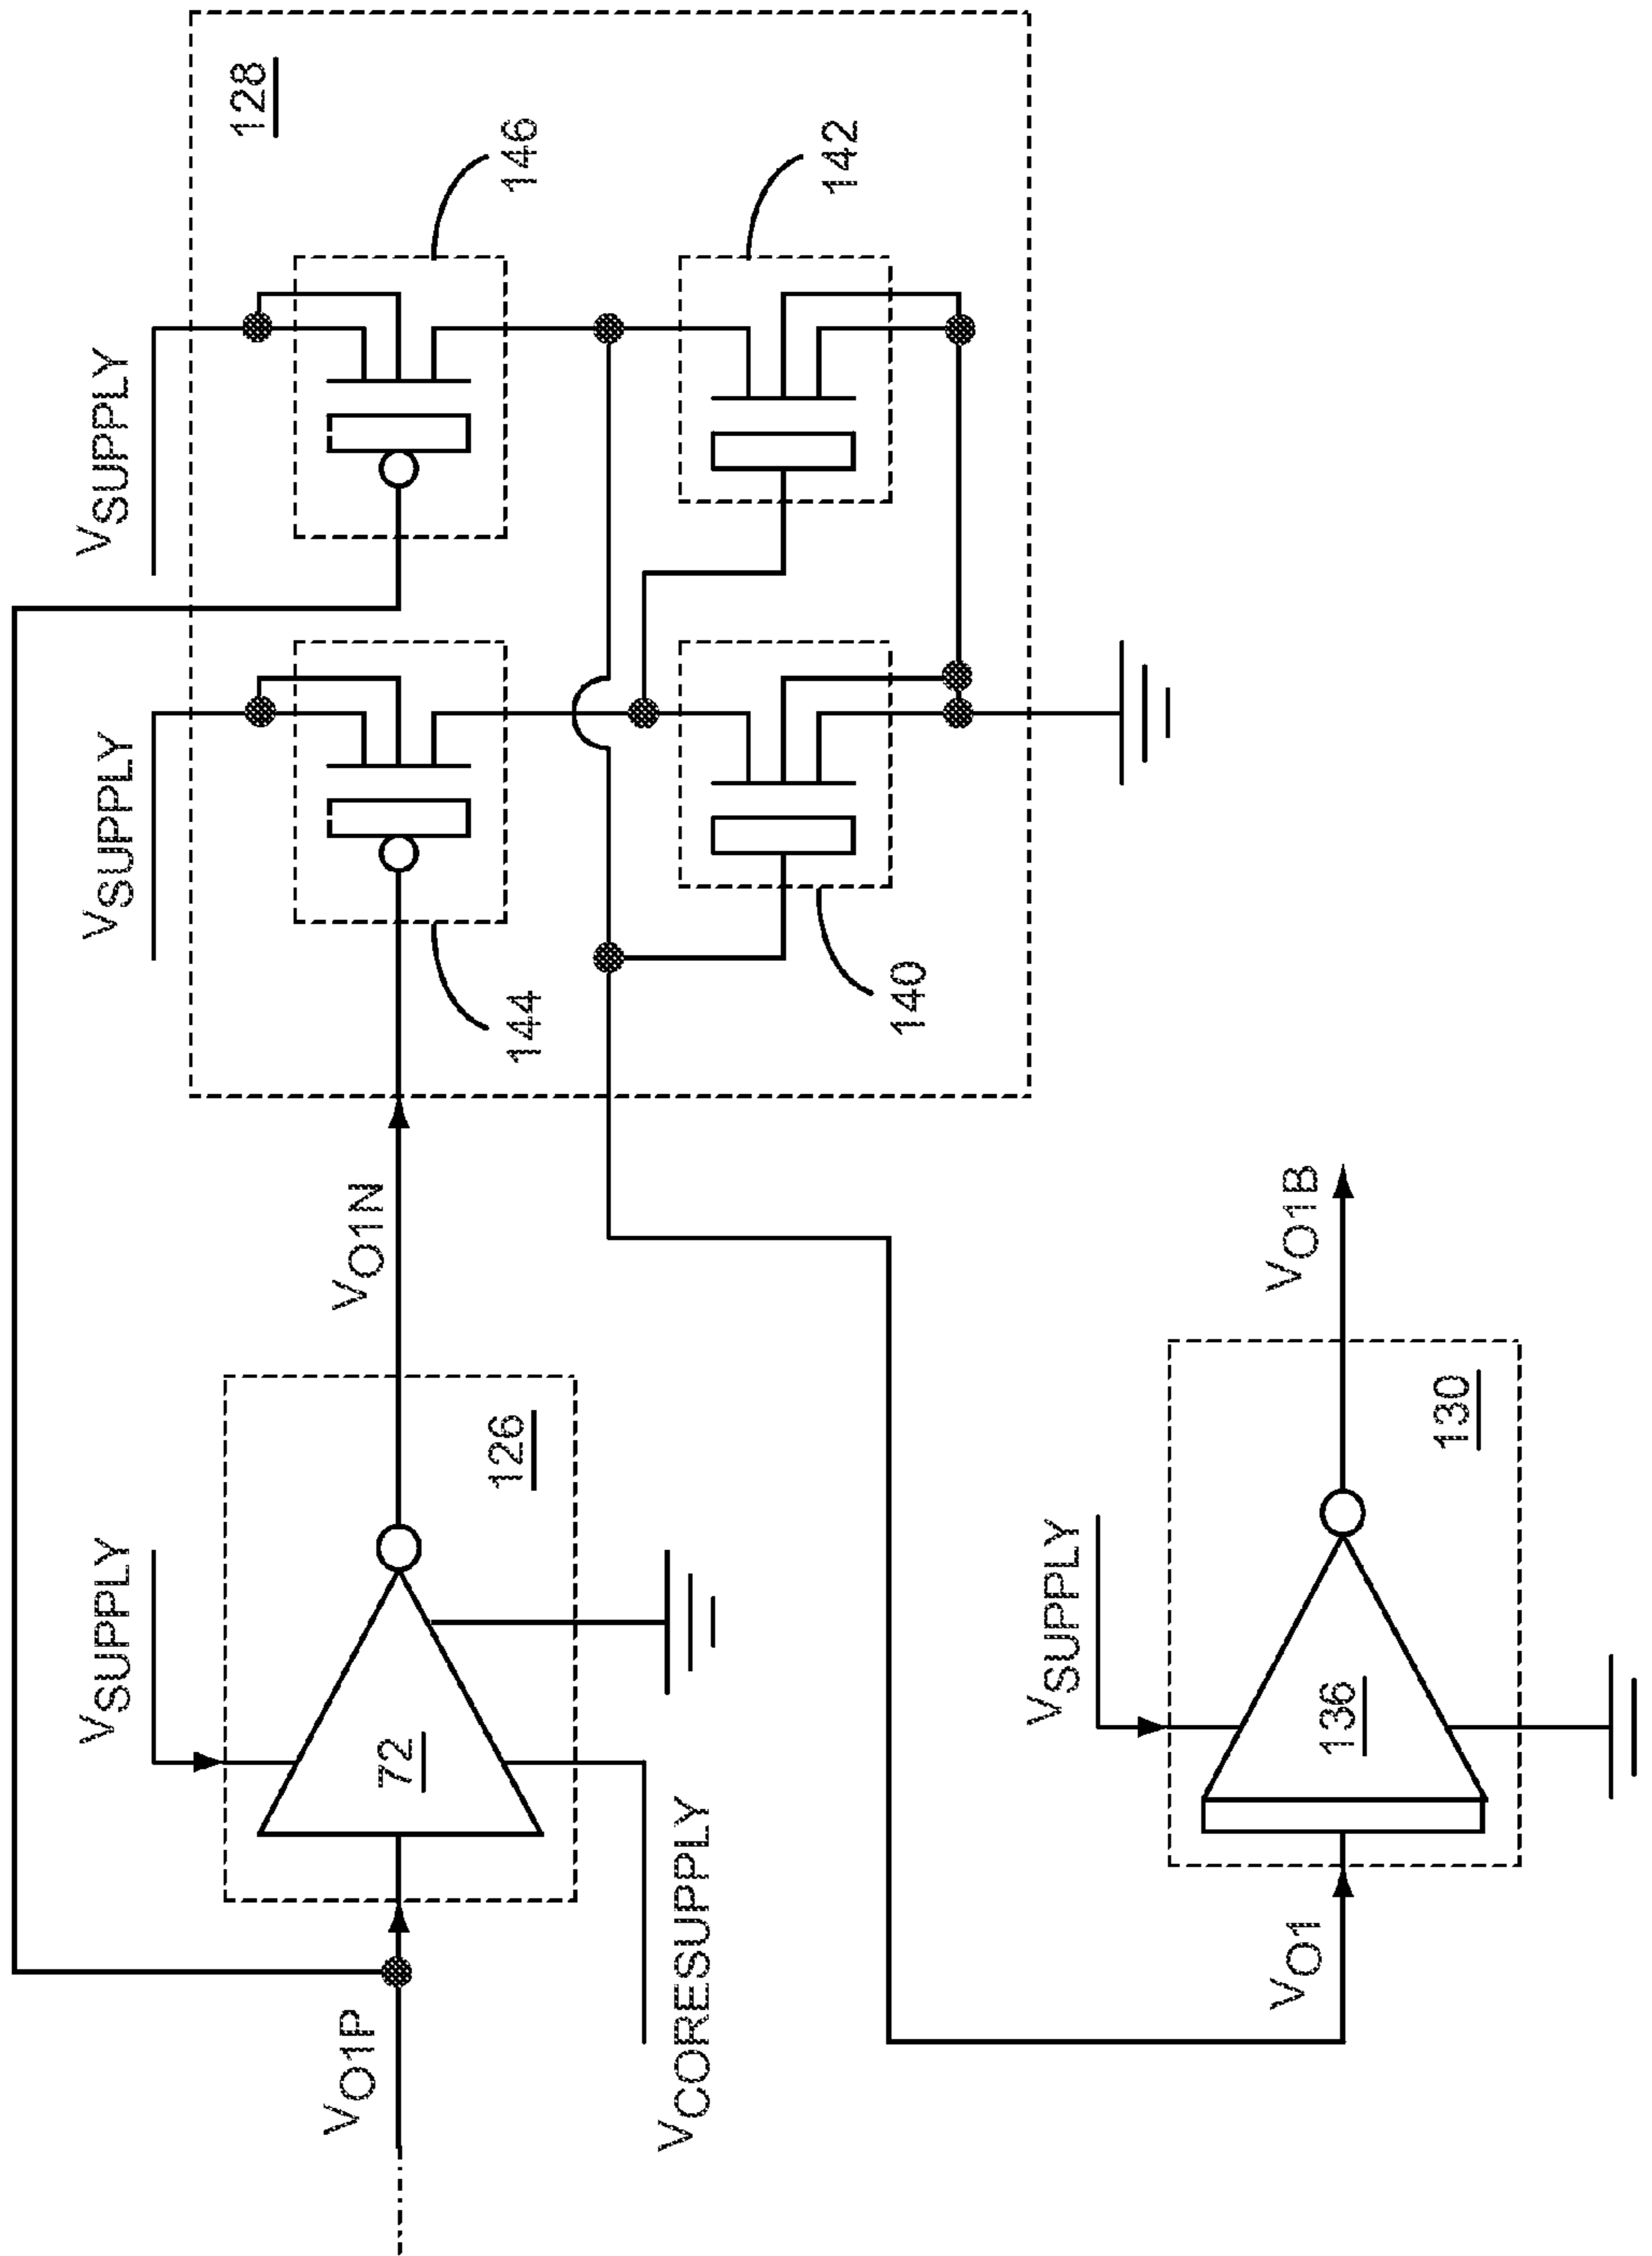 VSUPPLY
VSUPPLY
128
146
142
144
140
VO1P
VSUPPLY
72
126
VO1N
VCORESUPPLY
VO1
VSUPPLY
136
130
VO1B